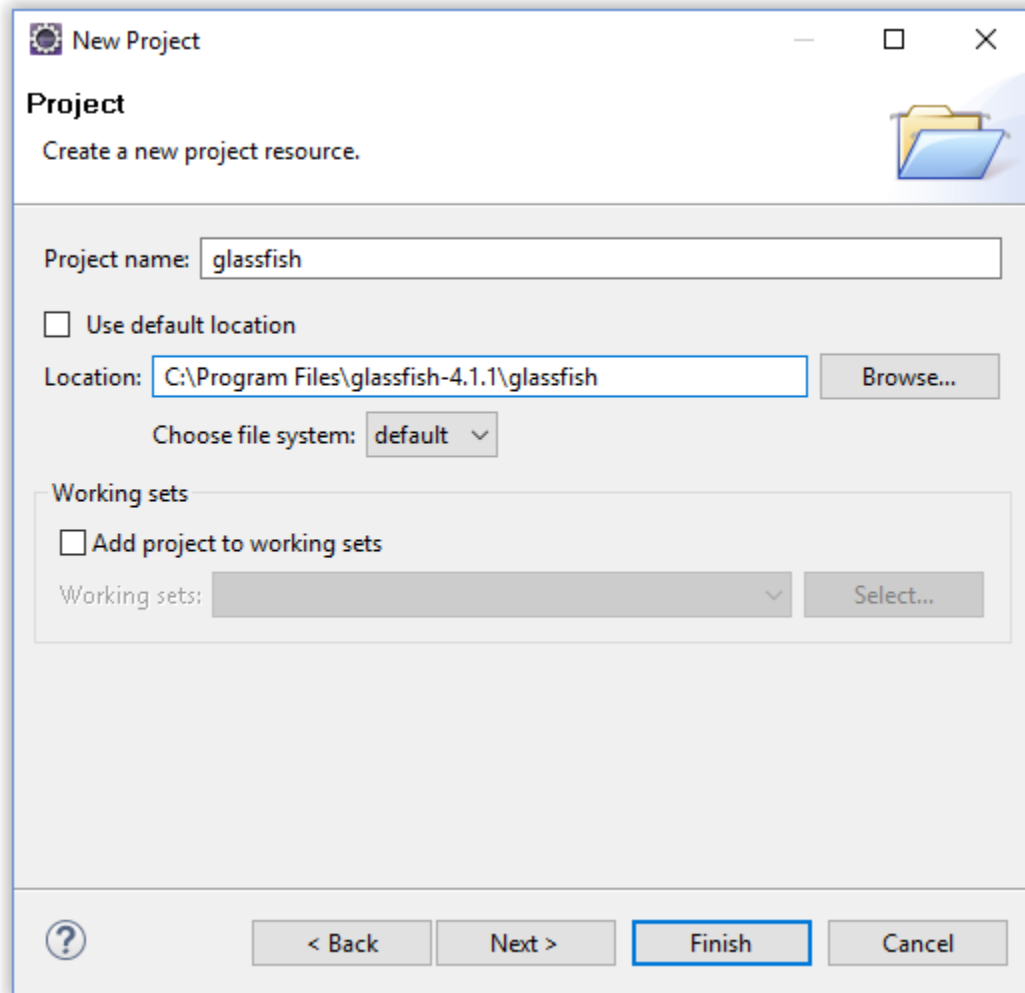 New Project
Project
Create a new project resource.
Project name: glassfish
Use default location
Location: C:\Program Files\glassfish-4.1.1\glassfish Browse...
Choose file system: default
Working sets
Add project to working sets
Working sets: Select...
? < Back Next > Finish Cancel